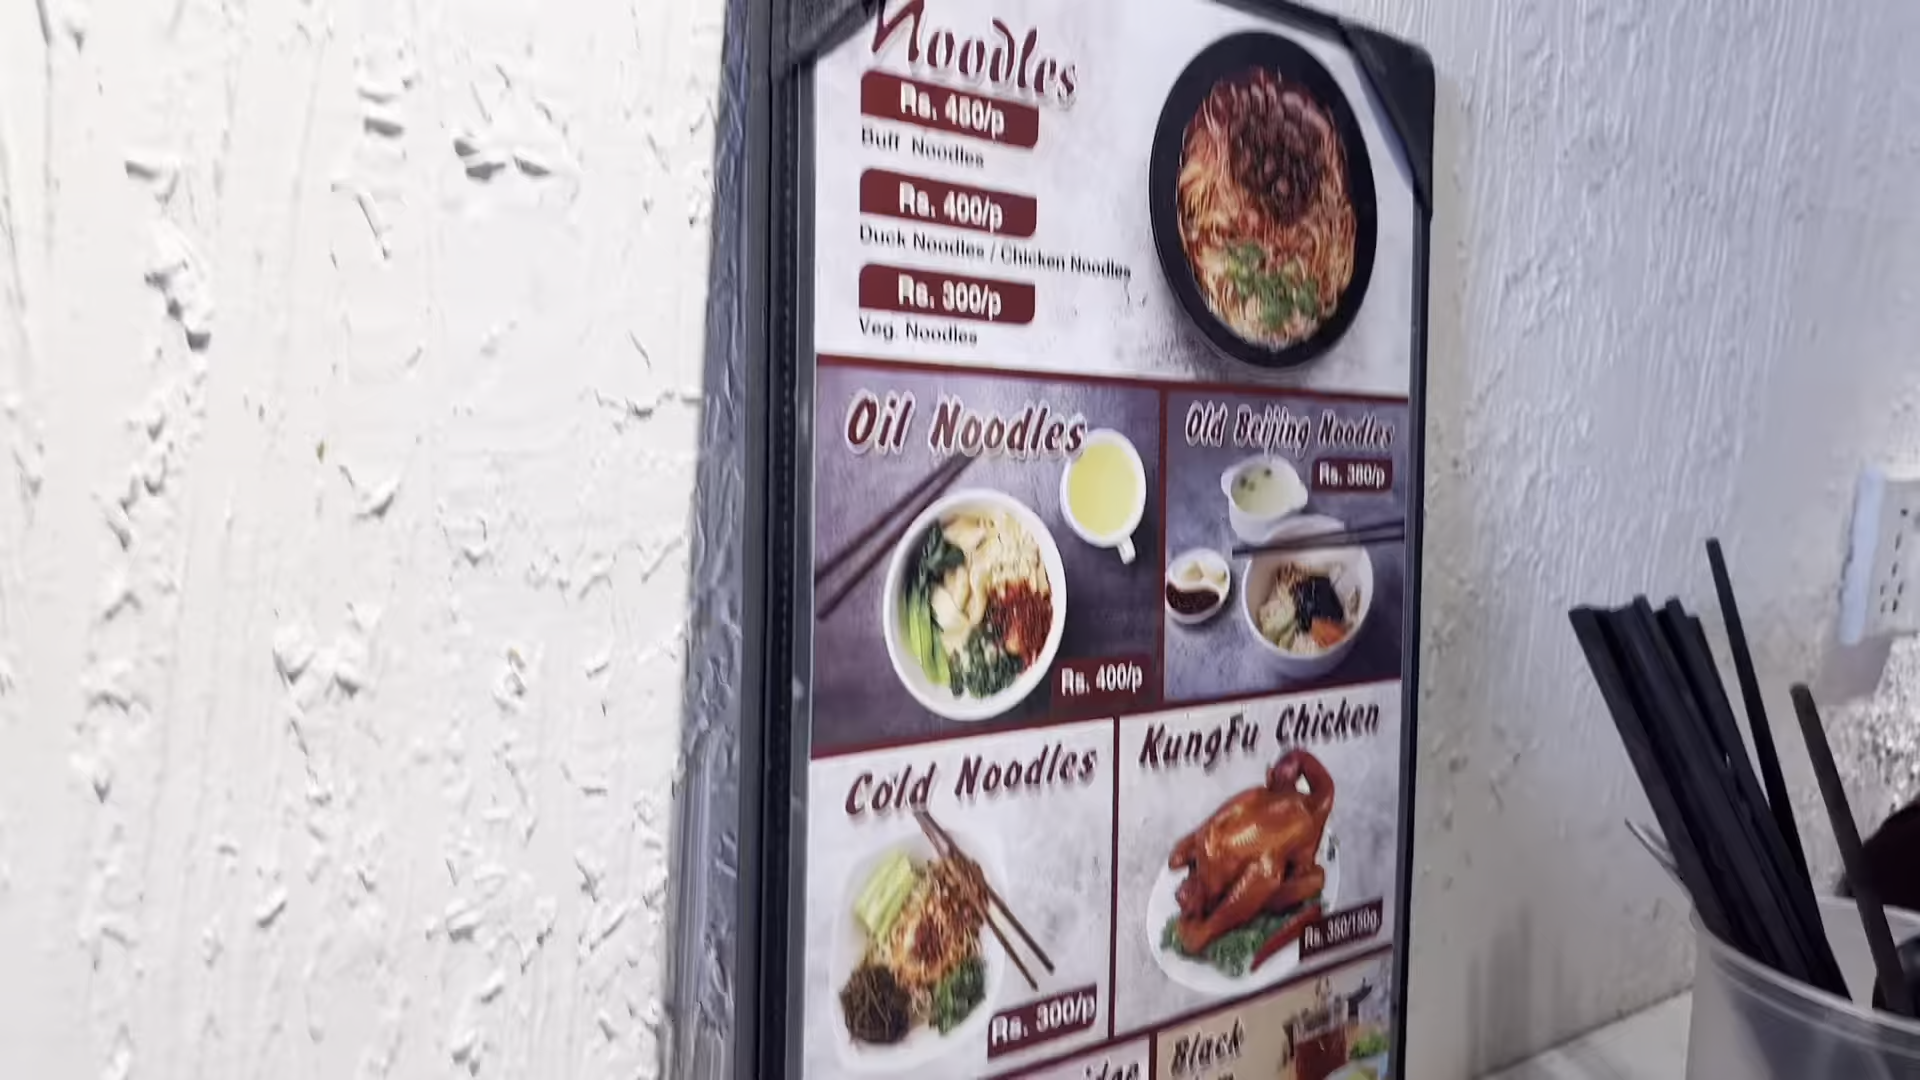 Noodles
Rs. 450/p
Buff Noodles
Rs. 400/p
Duck Noodles / Chicken Noodles
Rs. 300/p
Veg. Noodles
Oil Noodles
Rs. 400/p
Old Beijing Noodles
Rs. 380/p
Cold Noodles
Rs. 300/p
KungFu Chicken
Rs. 350/150g.
Black